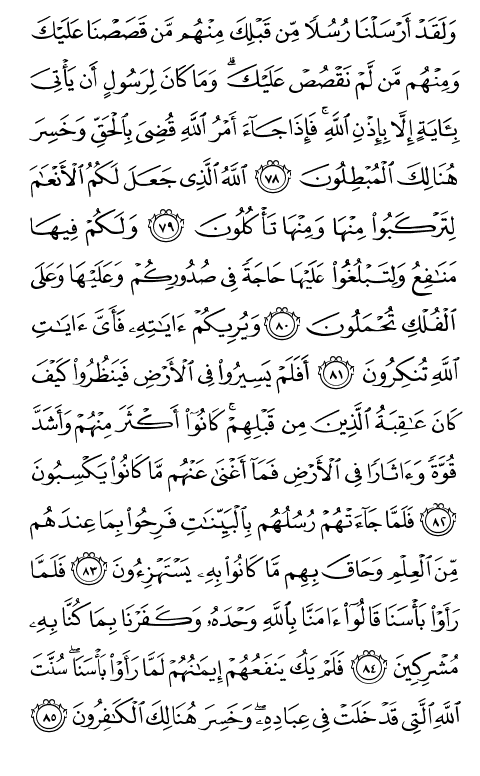 وَلَقَدْ أَرْسَلْنَا رُسُلًا مِّن قَبْلِكَ مِنْهُم مَّن قَصَصْنَا عَلَيْكَ
وَمِنْهُم مَّن لَّمْ نَقْصُصْ عَلَيْكَ ۗ وَمَا كَانَ لِرَسُولٍ أَن يَأْتِىَ
بِـَٔايَةٍ إِلَّا بِإِذْنِ ٱللَّهِ ۚ فَإِذَا جَآءَ أَمْرُ ٱللَّهِ قُضِىَ بِٱلْحَقِّ وَخَسِرَ
هُنَالِكَ ٱلْمُبْطِلُونَ ٧٨ ٱللَّهُ ٱلَّذِى جَعَلَ لَكُمُ ٱلْأَنْعَٰمَ
لِتَرْكَبُوا۟ مِنْهَا وَمِنْهَا تَأْكُلُونَ ٧٩ وَلَكُمْ فِيهَا
مَنَٰفِعُ وَلِتَبْلُغُوا۟ عَلَيْهَا حَاجَةً فِى صُدُورِكُمْ وَعَلَيْهَا وَعَلَى
ٱلْفُلْكِ تُحْمَلُونَ ٨٠ وَيُرِيكُمْ ءَايَٰتِهِۦ فَأَىَّ ءَايَٰتِ
ٱللَّهِ تُنكِرُونَ ٨١ أَفَلَمْ يَسِيرُوا۟ فِى ٱلْأَرْضِ فَيَنظُرُوا۟ كَيْفَ
كَانَ عَٰقِبَةُ ٱلَّذِينَ مِن قَبْلِهِمْ ۚ كَانُوٓا۟ أَكْثَرَ مِنْهُمْ وَأَشَدَّ
قُوَّةً وَءَاثَارًا فِى ٱلْأَرْضِ فَمَآ أَغْنَىٰ عَنْهُم مَّا كَانُوا۟ يَكْسِبُونَ
٨٢ فَلَمَّا جَآءَتْهُمْ رُسُلُهُم بِٱلْبَيِّنَٰتِ فَرِحُوا۟ بِمَا عِندَهُم
مِّنَ ٱلْعِلْمِ وَحَاقَ بِهِم مَّا كَانُوا۟ بِهِۦ يَسْتَهْزِءُونَ ٨٣ فَلَمَّا
رَأَوْا۟ بَأْسَنَا قَالُوٓا۟ ءَامَنَّا بِٱللَّهِ وَحْدَهُۥ وَكَفَرْنَا بِمَا كُنَّا بِهِۦ
مُشْرِكِينَ ٨٤ فَلَمْ يَكُ يَنفَعُهُمْ إِيمَٰنُهُمْ لَمَّا رَأَوْا۟ بَأْسَنَا ۖ سُنَّتَ
ٱللَّهِ ٱلَّتِى قَدْ خَلَتْ فِى عِبَادِهِۦ ۖ وَخَسِرَ هُنَالِكَ ٱلْكَٰفِرُونَ ٨٥